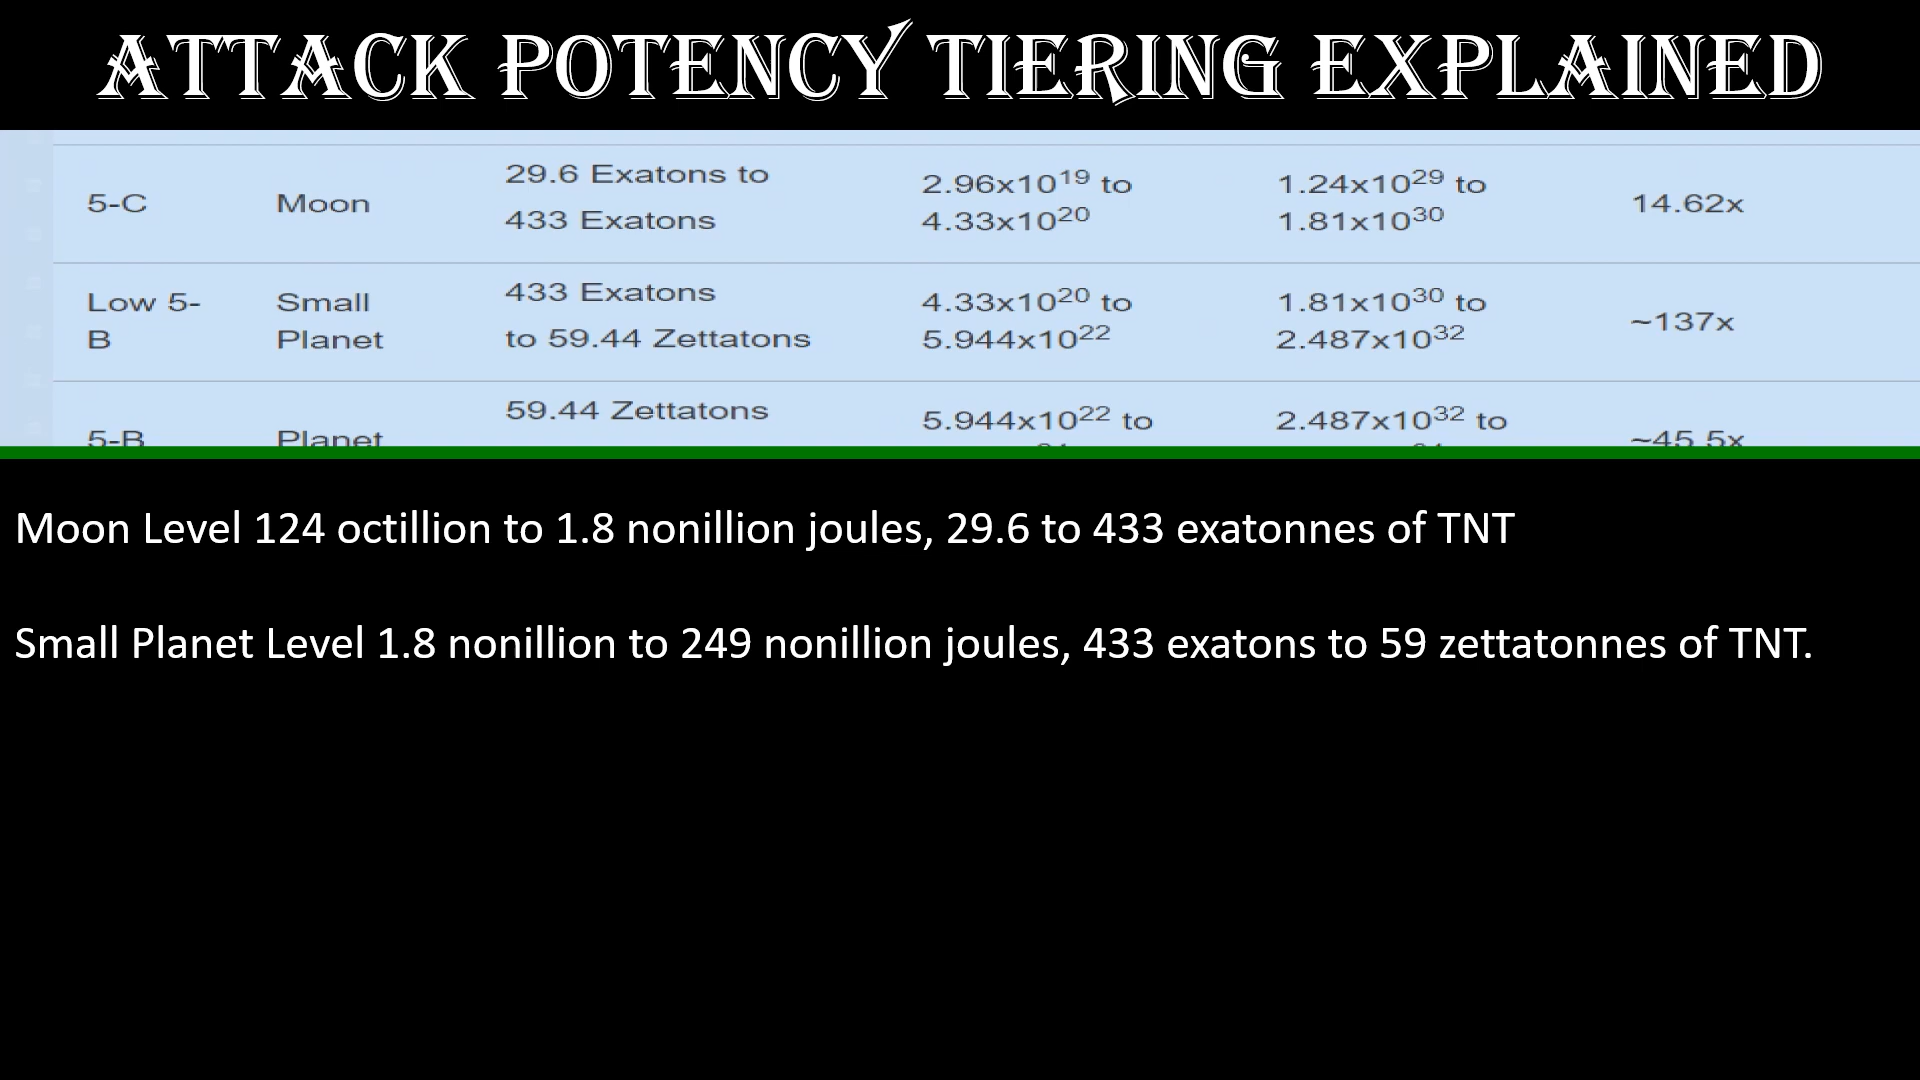 ATTACK POTENCY TIERING EXPLAINED
5-C Moon 29.6 Exatons to 433 Exatons 2.96x10¹⁹ to 4.33x10²⁰ 1.24x10²⁹ to 1.81x10³⁰ 14.62x
Low 5-B Small Planet 433 Exatons to 59.44 Zettatons 4.33x10²⁰ to 5.944x10²² 1.81x10³⁰ to 2.487x10³² ~137x
5-B Planet 59.44 Zettatons 5.944x10²² to 2.487x10³² to ~45.5x
Moon Level 124 octillion to 1.8 nonillion joules, 29.6 to 433 exatonnes of TNT
Small Planet Level 1.8 nonillion to 249 nonillion joules, 433 exatons to 59 zettatonnes of TNT.